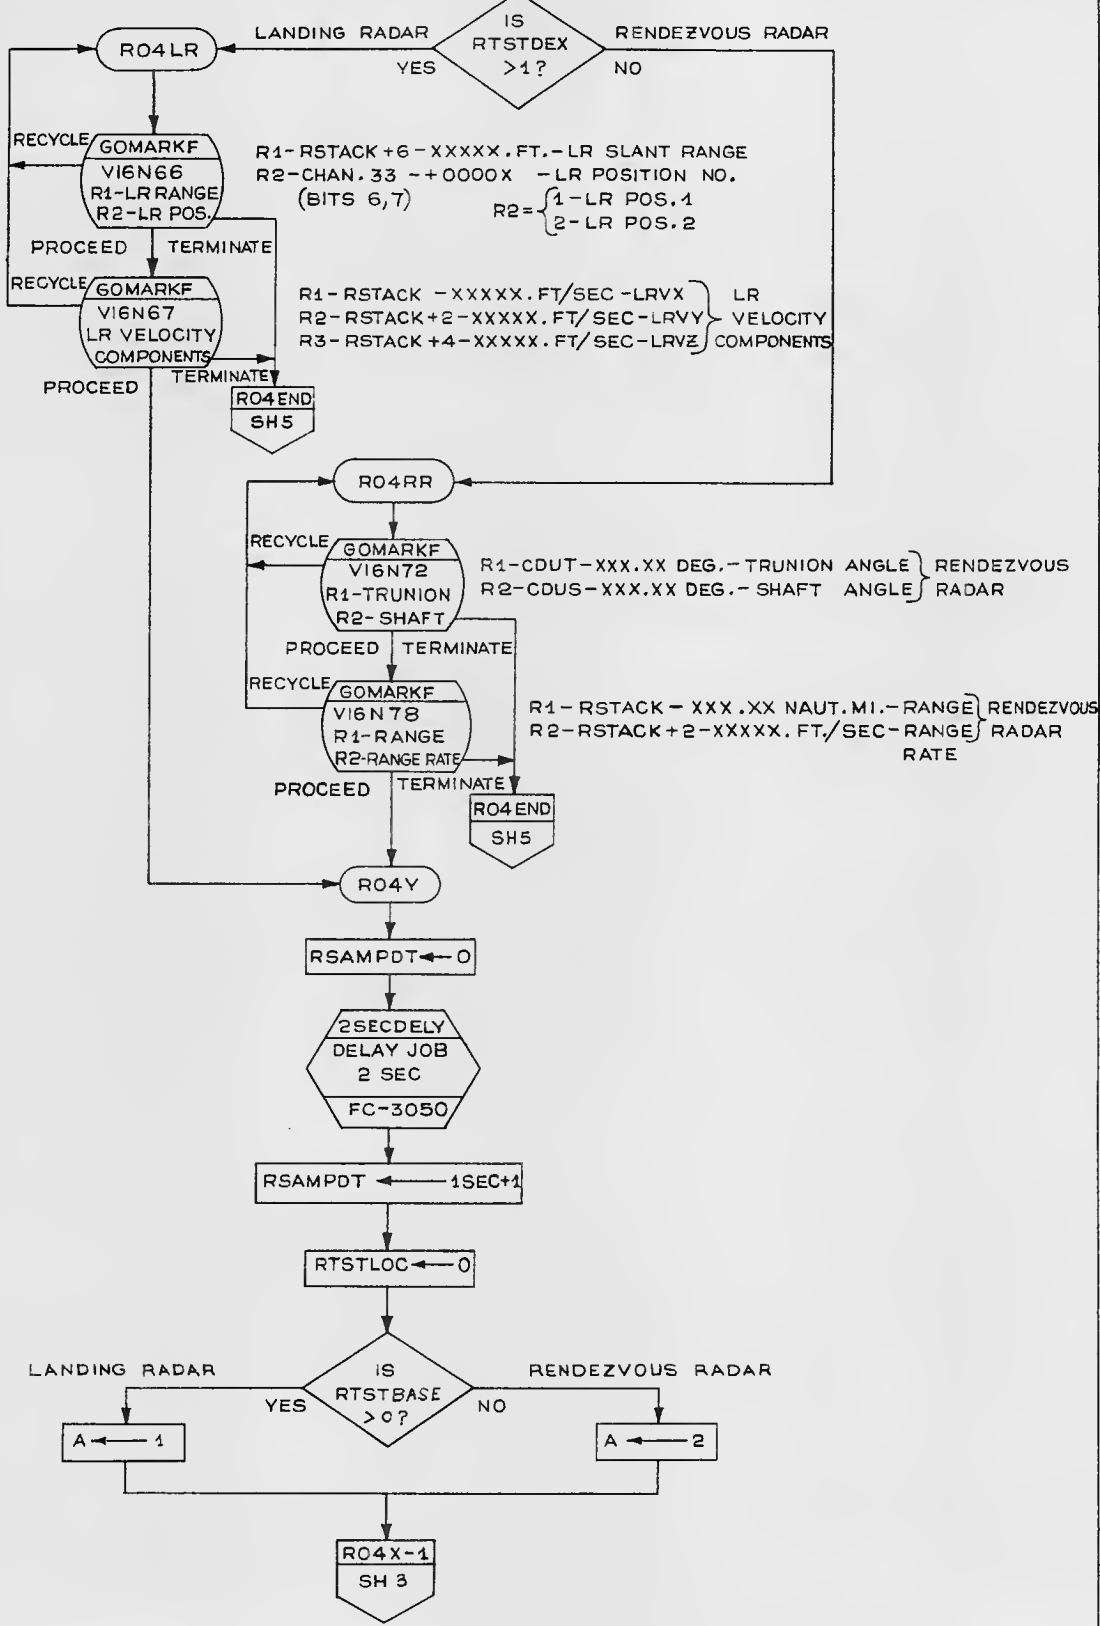 IS
RTSTDEX
>1?
LANDING RADAR
YES
RENDEZVOUS RADAR
NO
RO4LR
RECYCLE
GOMARKF
V16N66
R1-LR RANGE
R2-LR POS.
R1-RSTACK+6-XXXXX.FT.-LR SLANT RANGE
R2-CHAN.33 -+0000X -LR POSITION NO.
(BITS 6,7)
R2={1-LR POS.1
2-LR POS.2
PROCEED TERMINATE
RECYCLE
GOMARKF
V16N67
LR VELOCITY
COMPONENTS
R1-RSTACK -XXXXX.FT/SEC-LRVX
R2-RSTACK+2-XXXXX.FT/SEC-LRVY
R3-RSTACK+4-XXXXX.FT/SEC-LRVZ
LR
VELOCITY
COMPONENTS
PROCEED
TERMINATE
RO4END
SH5
RO4RR
RECYCLE
GOMARKF
V16N72
R1-TRUNION
R2-SHAFT
R1-CDUT-XXX.XX DEG.-TRUNION ANGLE
R2-CDUS-XXX.XX DEG.-SHAFT ANGLE
RENDEZVOUS
RADAR
PROCEED TERMINATE
RECYCLE
GOMARKF
V16N78
R1-RANGE
R2-RANGE RATE
R1-RSTACK-XXX.XX NAUT.MI.-RANGE
R2-RSTACK+2-XXXXX.FT./SEC-RANGE
RATE
RENDEZVOUS
RADAR
PROCEED
TERMINATE
RO4END
SH5
RO4Y
RSAMPDT←0
2SECDELY
DELAY JOB
2 SEC
FC-3050
RSAMPDT ← 1SEC+1
RTSTLOC←0
IS
RTSTBASE
>0?
LANDING RADAR
YES
RENDEZVOUS RADAR
NO
A ← 1
A ← 2
RO4X-1
SH 3